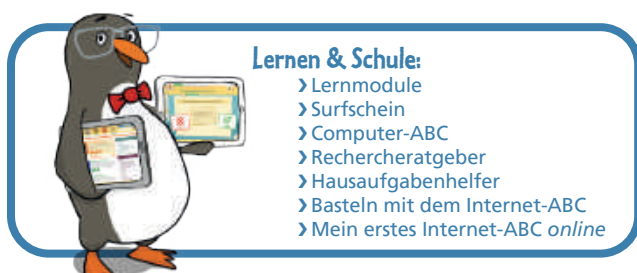 Lernen & Schule:
❯ Lernmodule
❯ Surfschein
❯ Computer-ABC
❯ Rechercheratgeber
❯ Hausaufgabenhelfer
❯ Basteln mit dem Internet-ABC
❯ Mein erstes Internet-ABC online